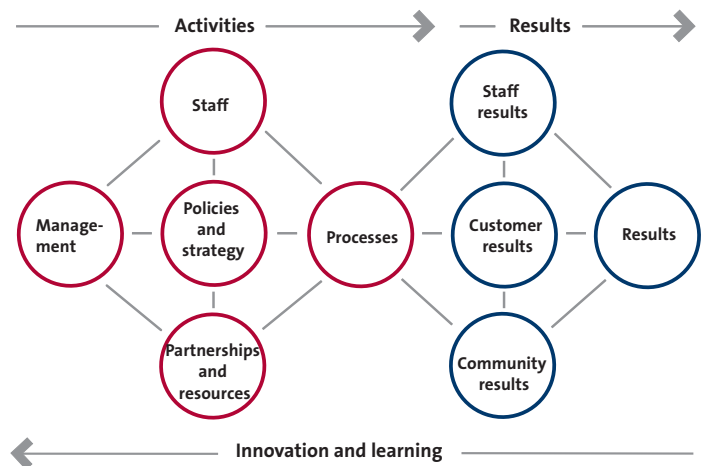 Activities
Results
Staff
Staff
results
Manage-
ment
Policies
and
strategy
Processes
Customer
results
Results
Partnerships
and
resources
Community
results
Innovation and learning